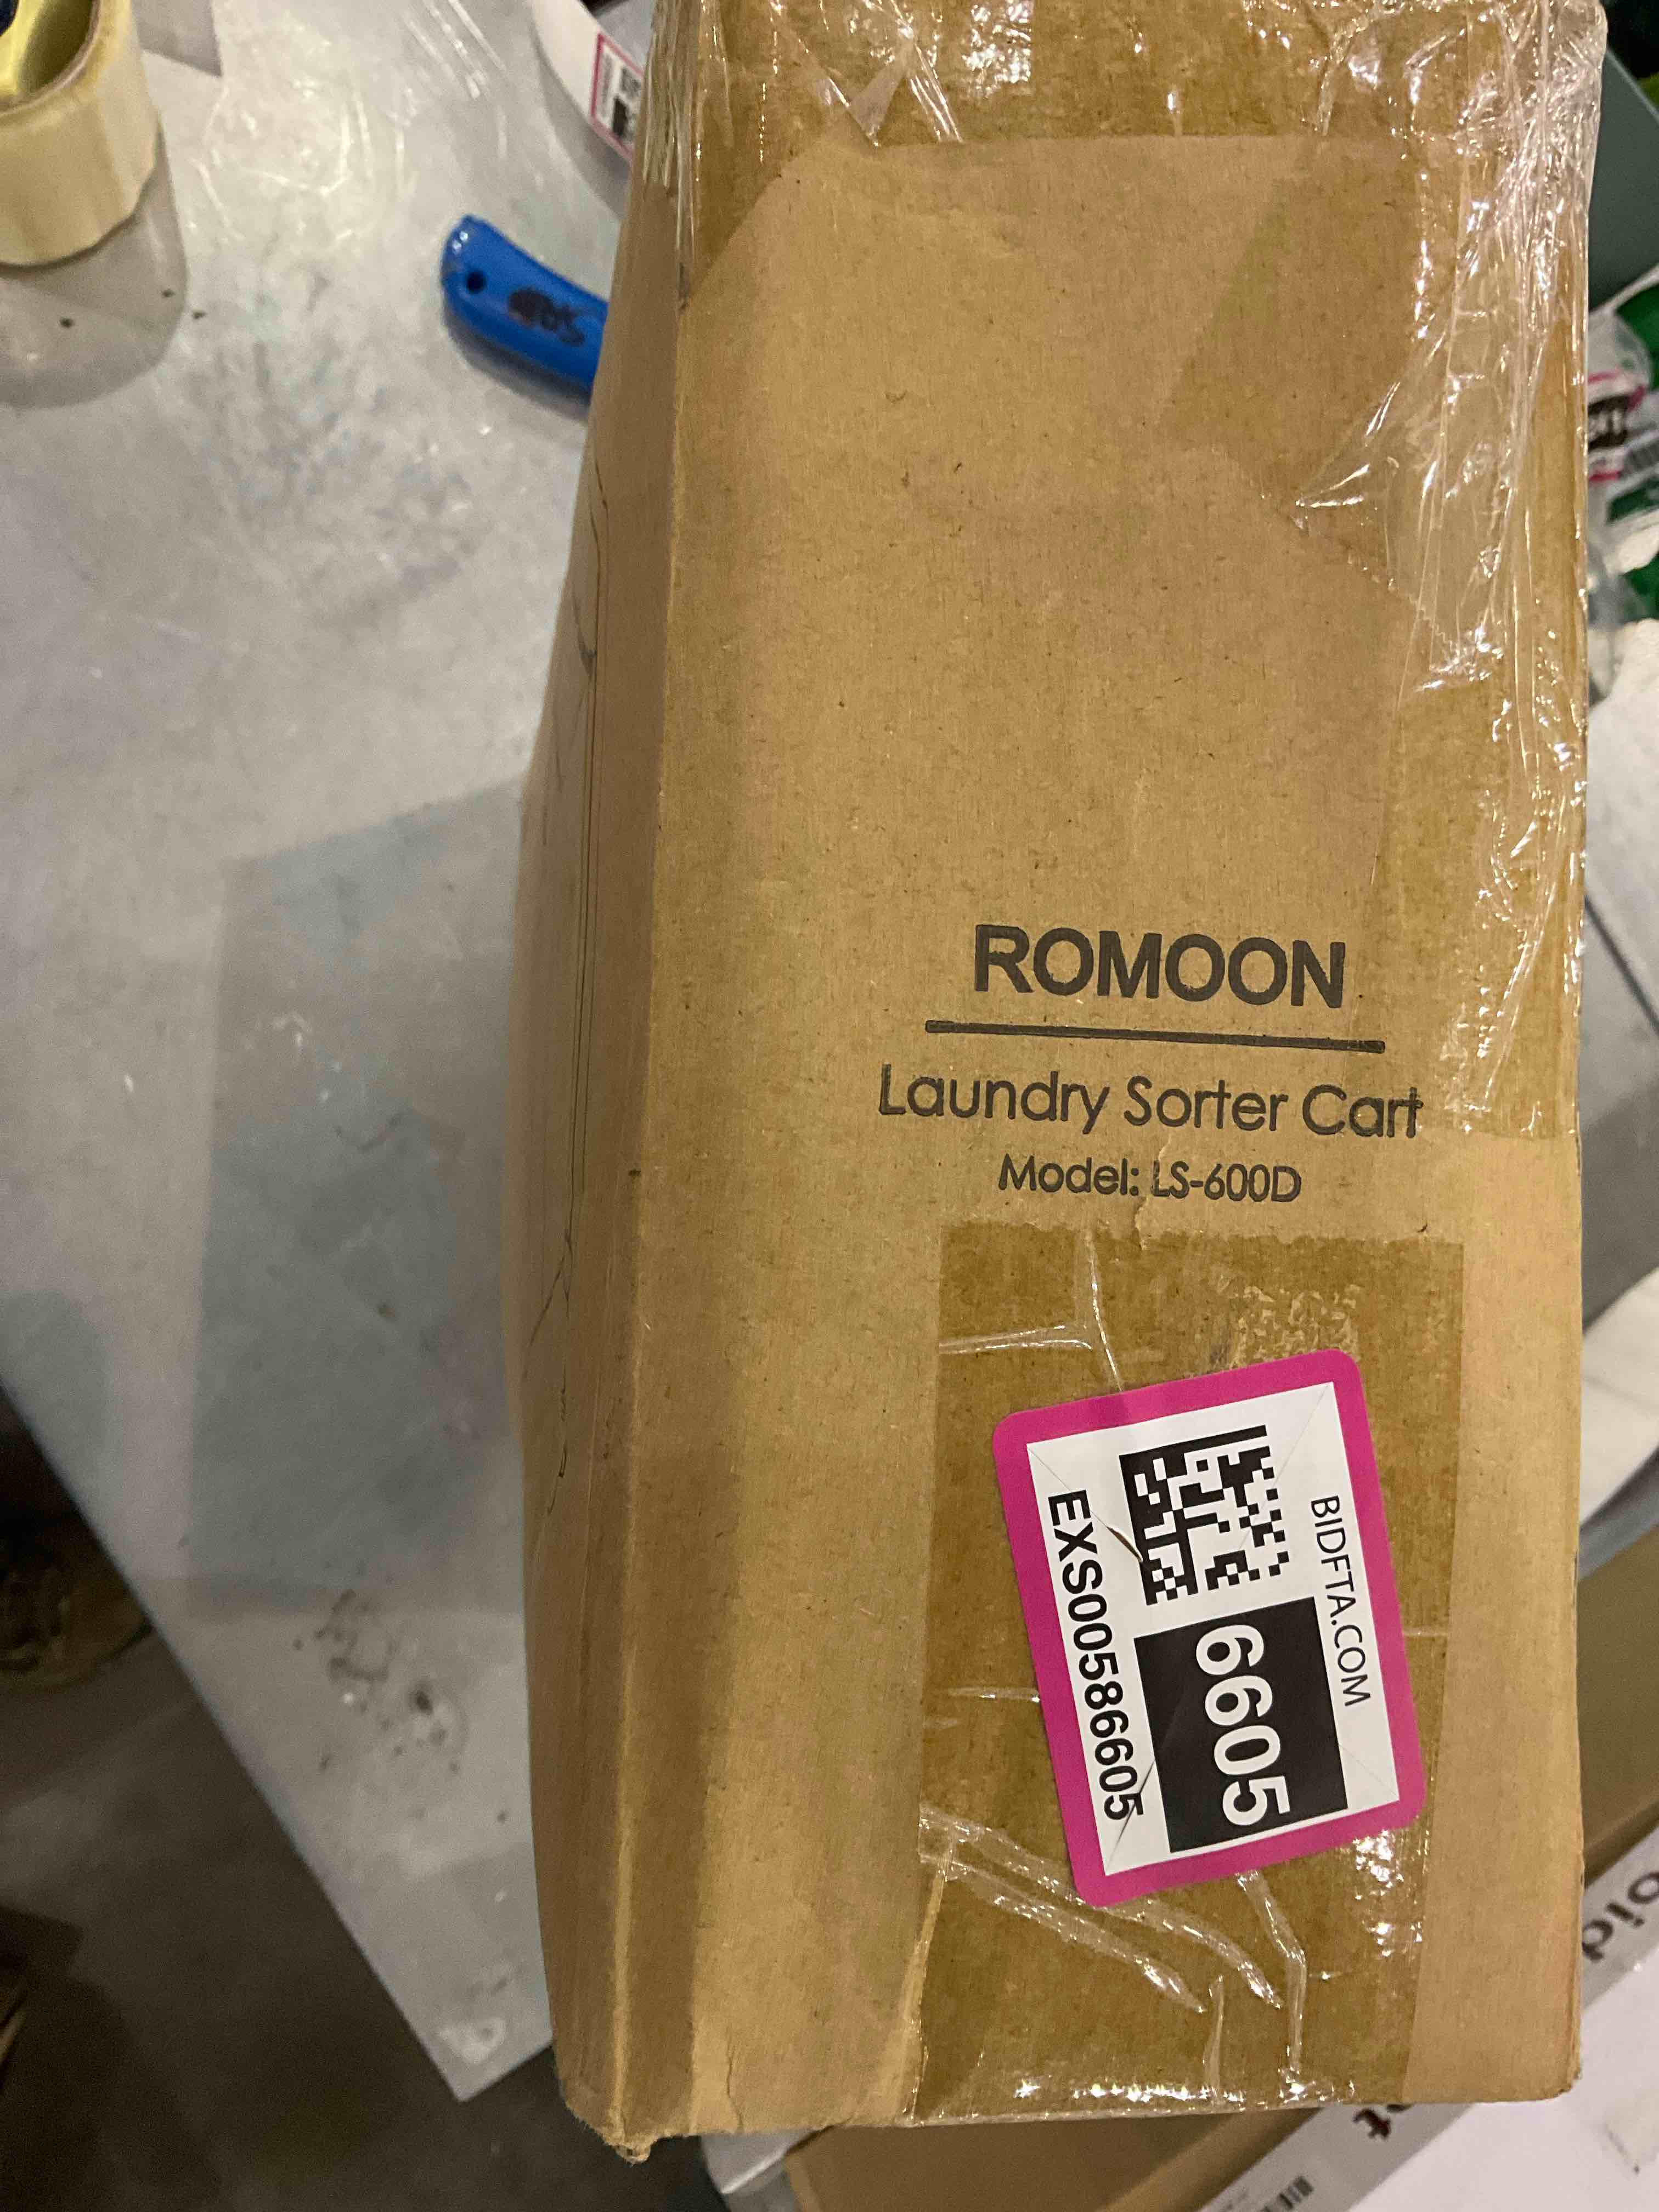 ROMOON
Laundry Sorter Cart
Model: LS-600D
BIDFTA.COM
6605
EXS00586605